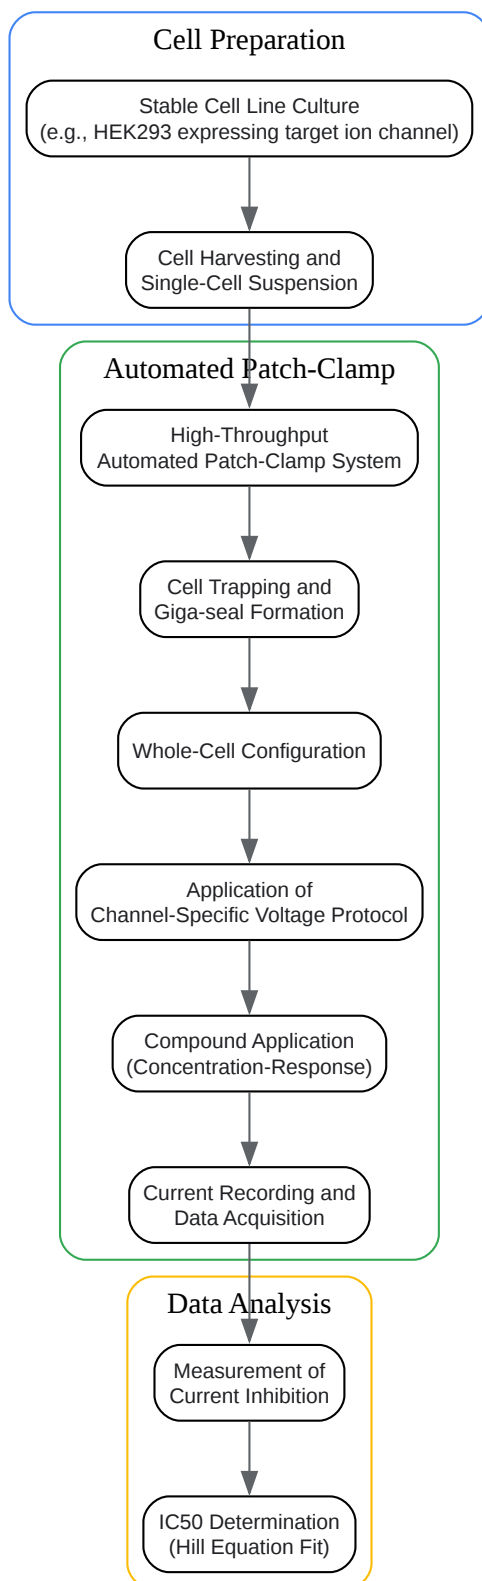 Cell Preparation
Stable Cell Line Culture
(e.g., HEK293 expressing target ion channel)
Cell Harvesting and
Single-Cell Suspension
Automated Patch-Clamp
High-Throughput
Automated Patch-Clamp System
Cell Trapping and
Giga-seal Formation
Whole-Cell Configuration
Application of
Channel-Specific Voltage Protocol
Compound Application
(Concentration-Response)
Current Recording and
Data Acquisition
Data Analysis
Measurement of
Current Inhibition
IC50 Determination
(Hill Equation Fit)